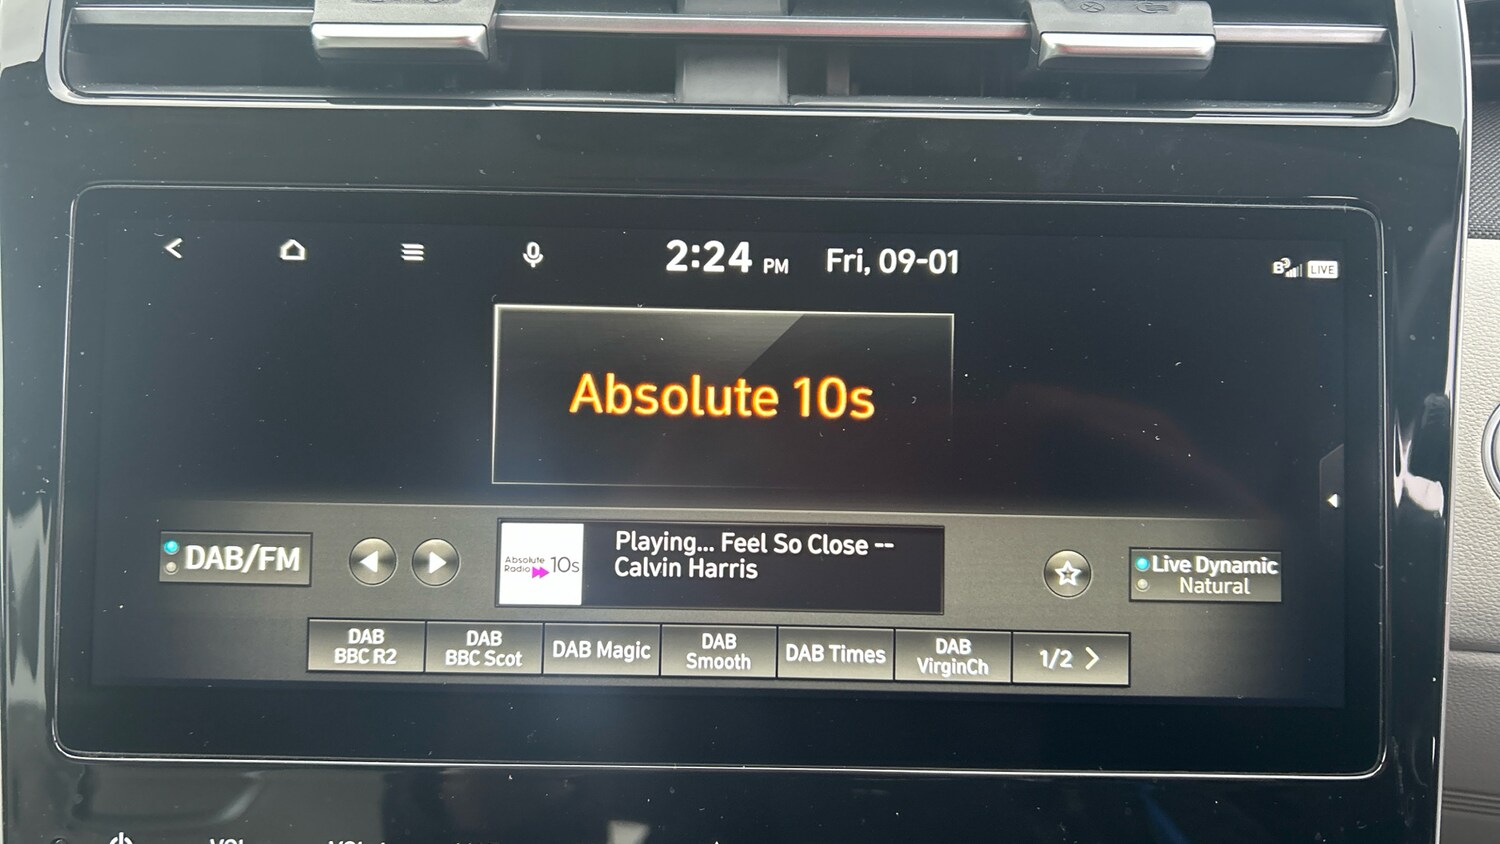 2:24 PM Fri, 09-01
LIVE
Absolute 10s
DAB/FM
Absolute
Radio 10s
Playing... Feel So Close --
Calvin Harris
Live Dynamic
Natural
DAB
BBC R2
DAB
BBC Scot
DAB Magic
DAB
Smooth
DAB Times
DAB
VirginCh
1/2 >